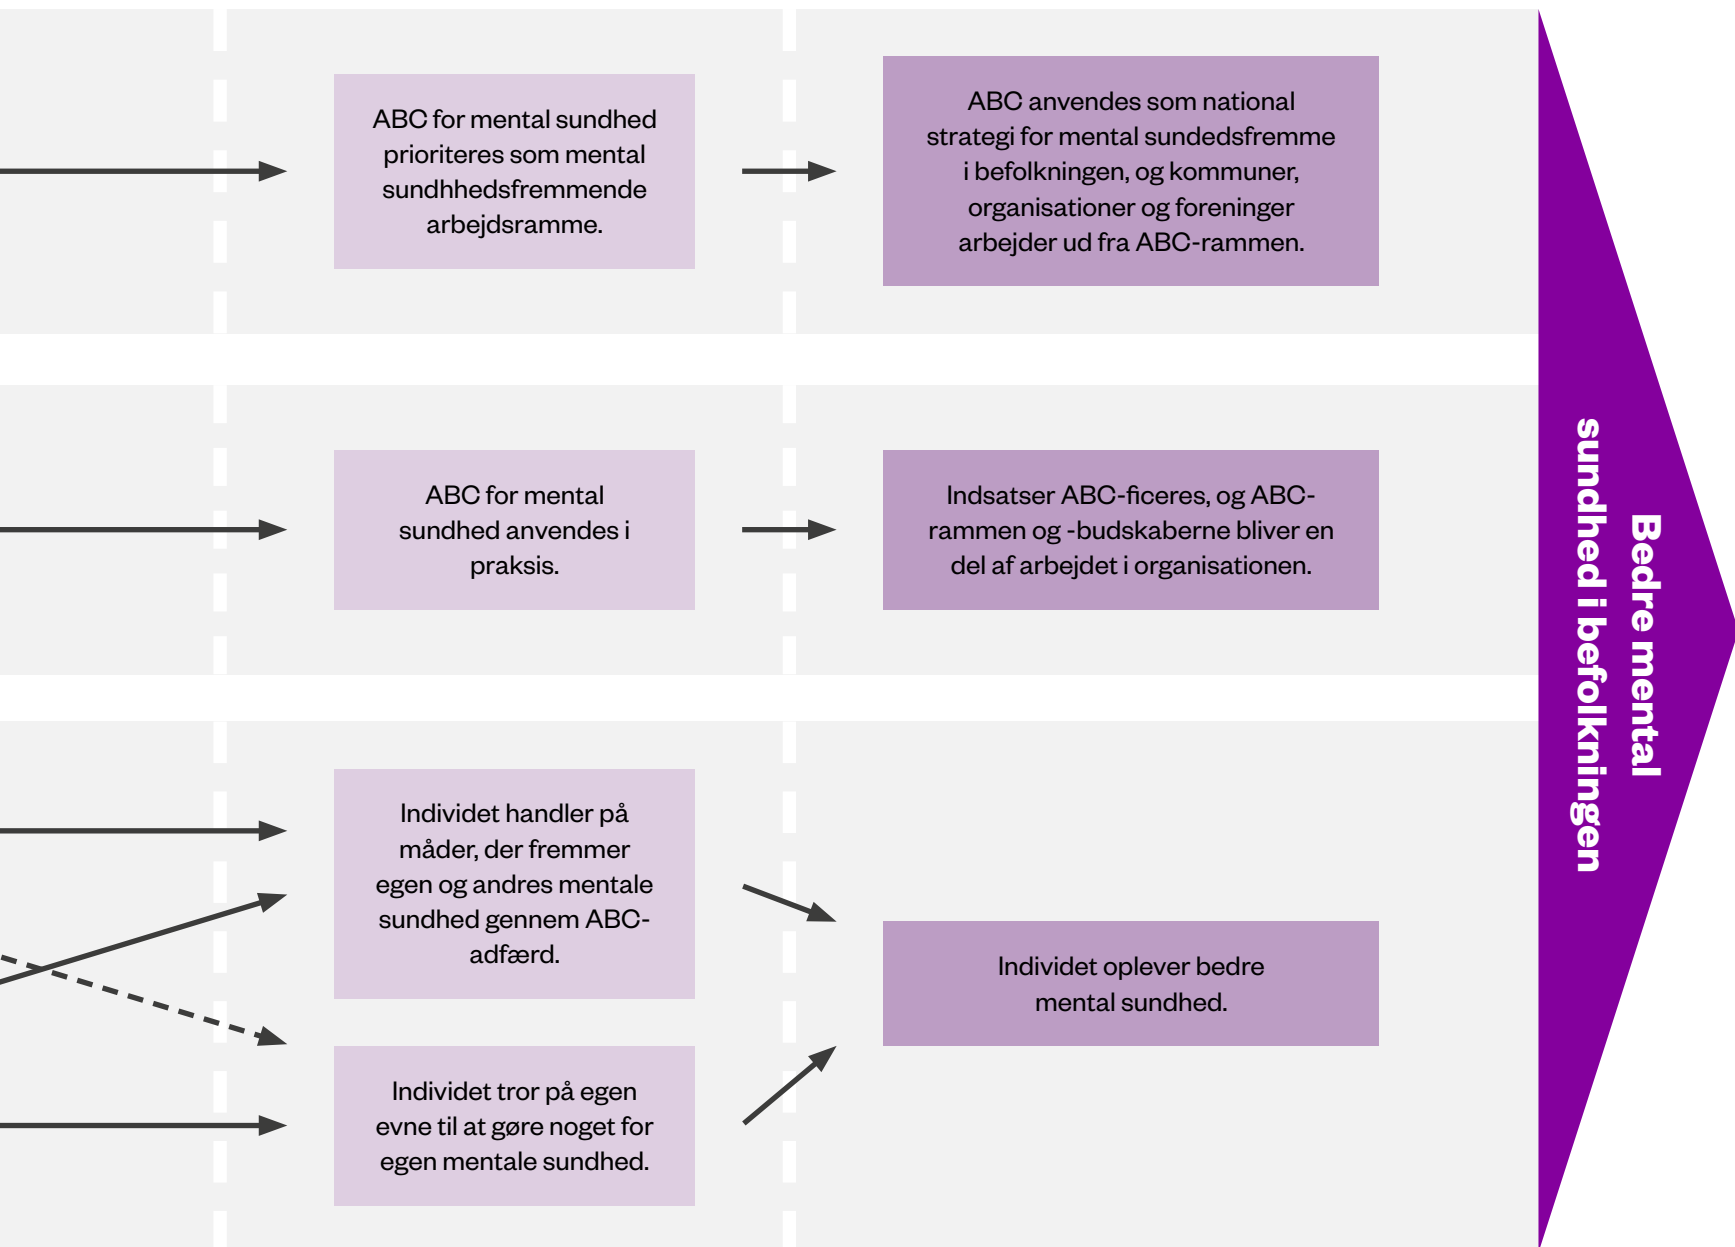 ABC for mental sundhed
prioriteres som mental
sundhhedsfremmende
arbejdsramme.
ABC anvendes som national
strategi for mental sundedsfremme
i befolkningen, og kommuner,
organisationer og foreninger
arbejder ud fra ABC-rammen.
ABC for mental
sundhed anvendes i
praksis.
Indsatser ABC-ficeres, og ABC-
rammen og -budskaberne bliver en
del af arbejdet i organisationen.
Individet handler på
måder, der fremmer
egen og andres mentale
sundhed gennem ABC-
adfærd.
Individet tror på egen
evne til at gøre noget for
egen mentale sundhed.
Individet oplever bedre
mental sundhed.
Bedre mental
sundhed i befolkningen